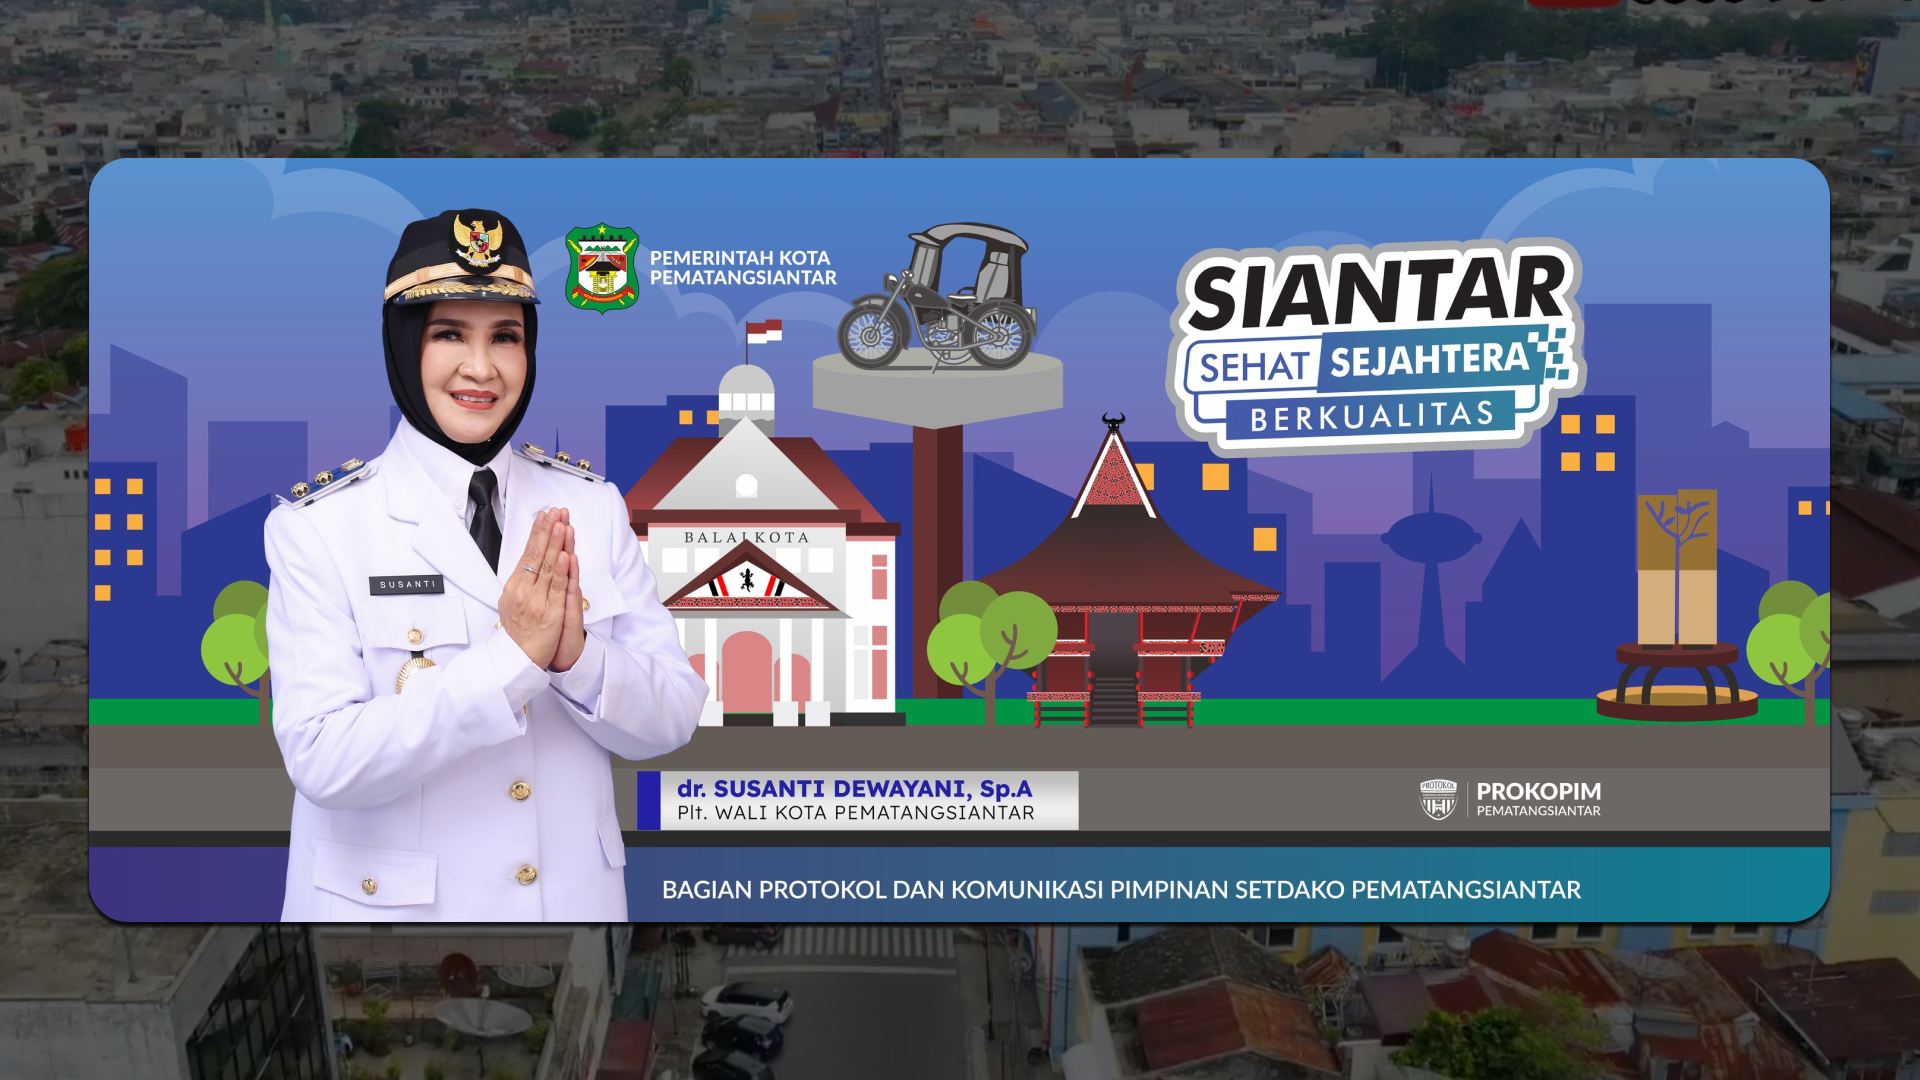 PEMERINTAH KOTA
PEMATANGSIANTAR
SIANTAR
SEHAT SEJAHTERA
BERKUALITAS
BALAI KOTA
SUSANTI
dr. SUSANTI DEWAYANI, Sp.A
Plt. WALI KOTA PEMATANGSIANTAR
PROTOKOL
PROKOPIM
PEMATANGSIANTAR
BAGIAN PROTOKOL DAN KOMUNIKASI PIMPINAN SETDAKO PEMATANGSIANTAR